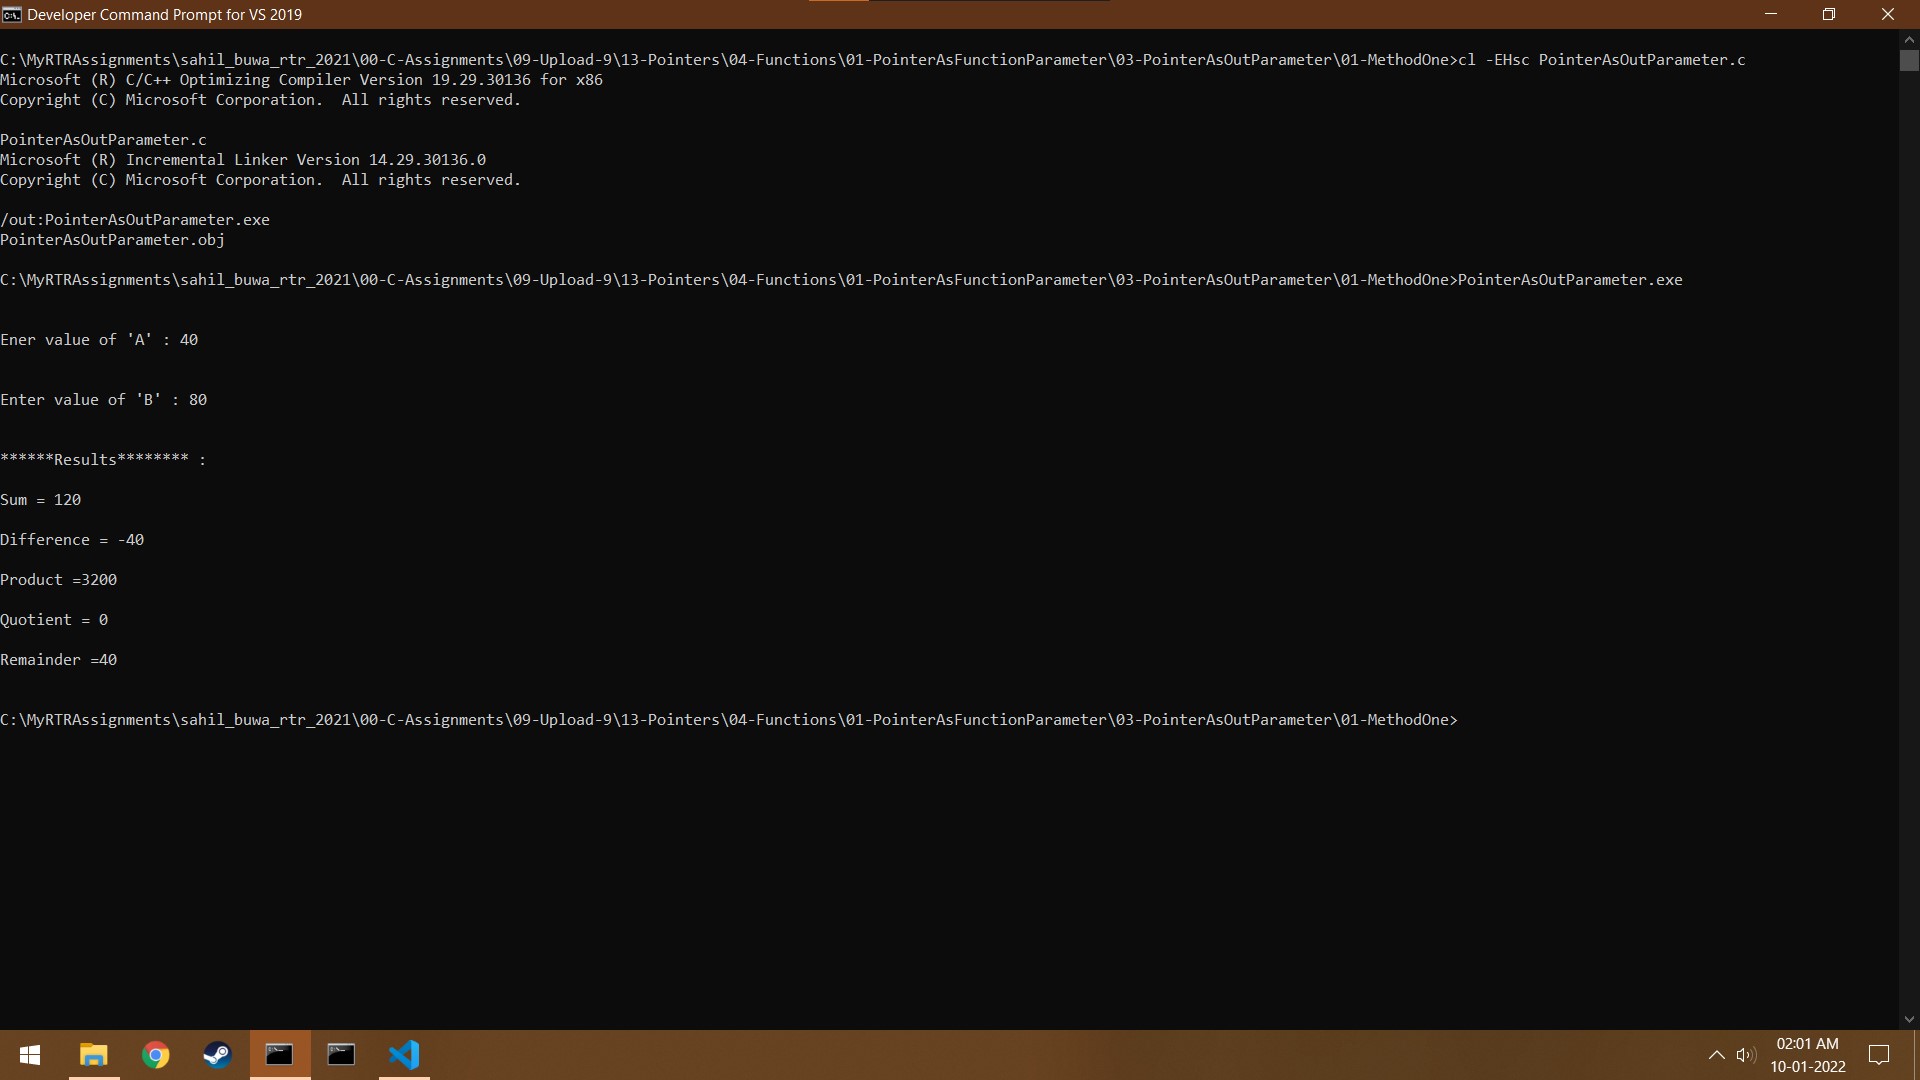 Developer Command Prompt for VS 2019
C:\MyRTRAssignments\sahil_buwa_rtr_2021\00-C-Assignments\09-Upload-9\13-Pointers\04-Functions\01-PointerAsFunctionParameter\03-PointerAsOutParameter\01-MethodOne>cl -EHsc PointerAsOutParameter.c
Microsoft (R) C/C++ Optimizing Compiler Version 19.29.30136 for x86
Copyright (C) Microsoft Corporation.  All rights reserved.
PointerAsOutParameter.c
Microsoft (R) Incremental Linker Version 14.29.30136.0
Copyright (C) Microsoft Corporation.  All rights reserved.
/out:PointerAsOutParameter.exe
PointerAsOutParameter.obj
C:\MyRTRAssignments\sahil_buwa_rtr_2021\00-C-Assignments\09-Upload-9\13-Pointers\04-Functions\01-PointerAsFunctionParameter\03-PointerAsOutParameter\01-MethodOne>PointerAsOutParameter.exe
Ener value of 'A' : 40
Enter value of 'B' : 80
******Results******** :
Sum = 120
Difference = -40
Product =3200
Quotient = 0
Remainder =40
C:\MyRTRAssignments\sahil_buwa_rtr_2021\00-C-Assignments\09-Upload-9\13-Pointers\04-Functions\01-PointerAsFunctionParameter\03-PointerAsOutParameter\01-MethodOne>
02:01 AM
10-01-2022